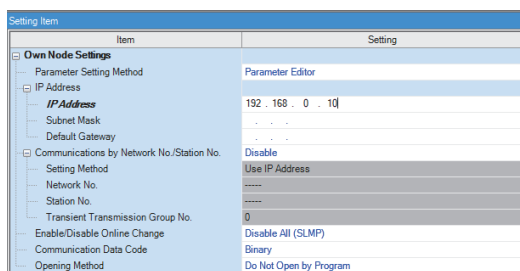 Setting Item
Item Setting
Own Node Settings
Parameter Setting Method Parameter Editor
IP Address
IP Address 192 . 168 . 0 . 10
Subnet Mask . . .
Default Gateway . . .
Communications by Network No./Station No. Disable
Setting Method Use IP Address
Network No. -----
Station No. -----
Transient Transmission Group No. 0
Enable/Disable Online Change Disable All (SLMP)
Communication Data Code Binary
Opening Method Do Not Open by Program